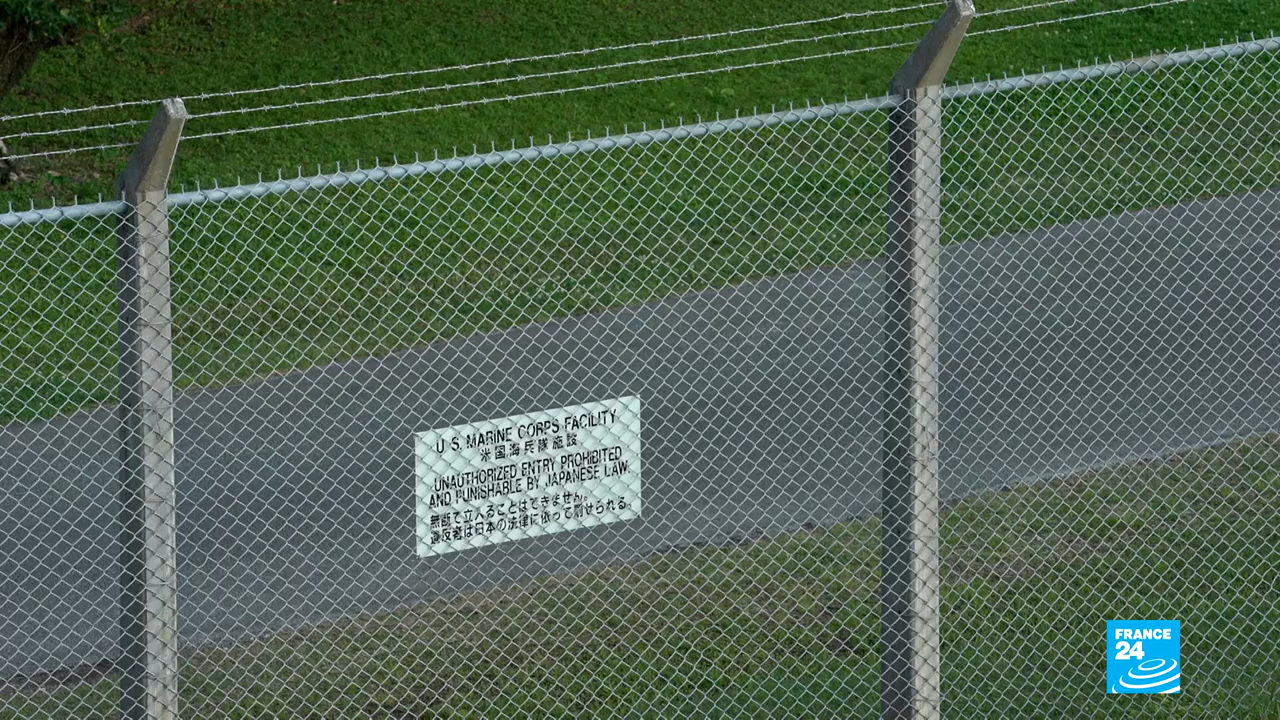 U.S. MARINE CORPS FACILITY
米国海兵隊施設
UNAUTHORIZED ENTRY PROHIBITED
AND PUNISHABLE BY JAPANESE LAW.
無断で立入ることはできません。
違反者は日本の法律に依って罰せられる。
FRANCE
24